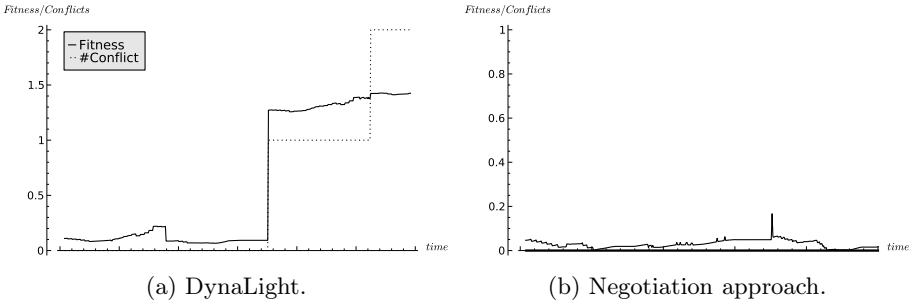 Fitness/Conflicts
2
1.5
1
0.5
0
Fitness
#Conflict
time
(a) DynaLight.
Fitness/Conflicts
1
0.8
0.6
0.4
0.2
0
time
(b) Negotiation approach.